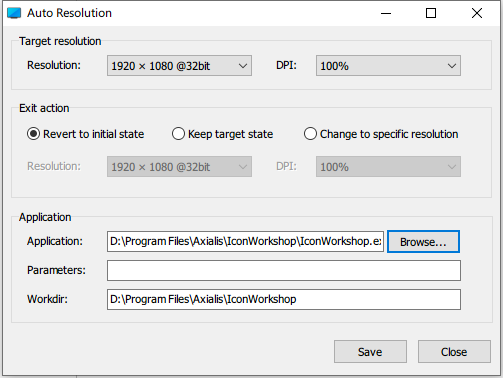 Auto Resolution
Target resolution
Resolution: 1920 × 1080 @32bit DPI: 100%
Exit action
Revert to initial state Keep target state Change to specific resolution
Resolution: 1920 × 1080 @32bit DPI: 100%
Application
Application: D:\Program Files\Axialis\IconWorkshop\IconWorkshop.ex Browse...
Parameters:
Workdir: D:\Program Files\Axialis\IconWorkshop
Save Close